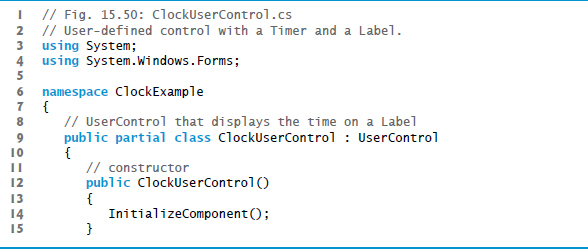 1 // Fig. 15.50: ClockUserControl.cs
2 // User-defined control with a Timer and a Label.
3 using System;
4 using System.Windows.Forms;
5
6 namespace ClockExample
7 {
8 // UserControl that displays the time on a Label
9 public partial class ClockUserControl : UserControl
10 {
11 // constructor
12 public ClockUserControl()
13 {
14 InitializeComponent();
15 }